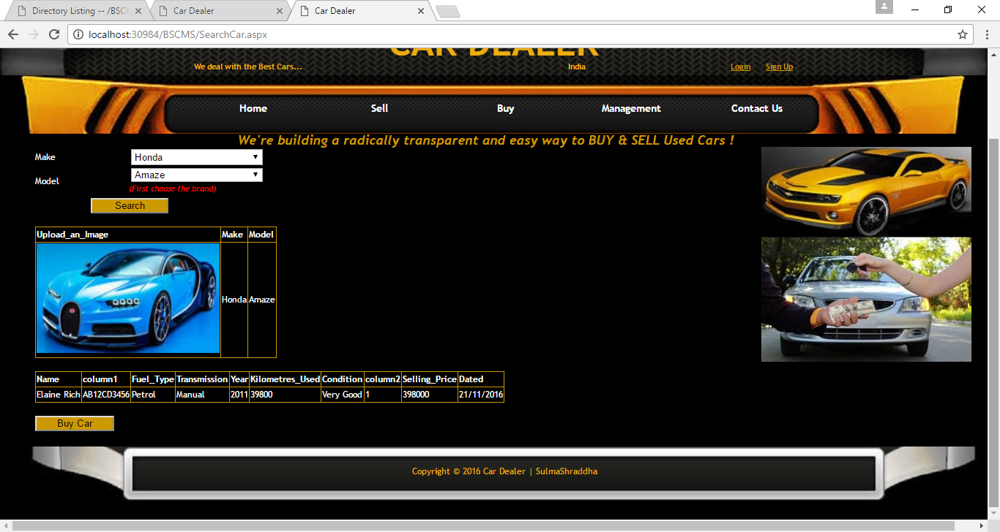 Directory Listing -- /BSC
Car Dealer
Car Dealer
localhost:30984/BSCMS/SearchCar.aspx
CAR DEALER
We deal with the Best Cars...
India
Login
Sign Up
Home
Sell
Buy
Management
Contact Us
We're building a radically transparent and easy way to BUY & SELL Used Cars !
Make
Honda
Model
Amaze
(First choose the brand)
Search
Upload_an_Image Make Model
Honda Amaze
Name column1 Fuel_Type Transmission Year Kilometres_Used Condition column2 Selling_Price Dated
Elaine Rich AB12CD3456 Petrol Manual 2011 39800 Very Good 1 398000 21/11/2016
Buy Car
Copyright © 2016 Car Dealer | SulmaShraddha